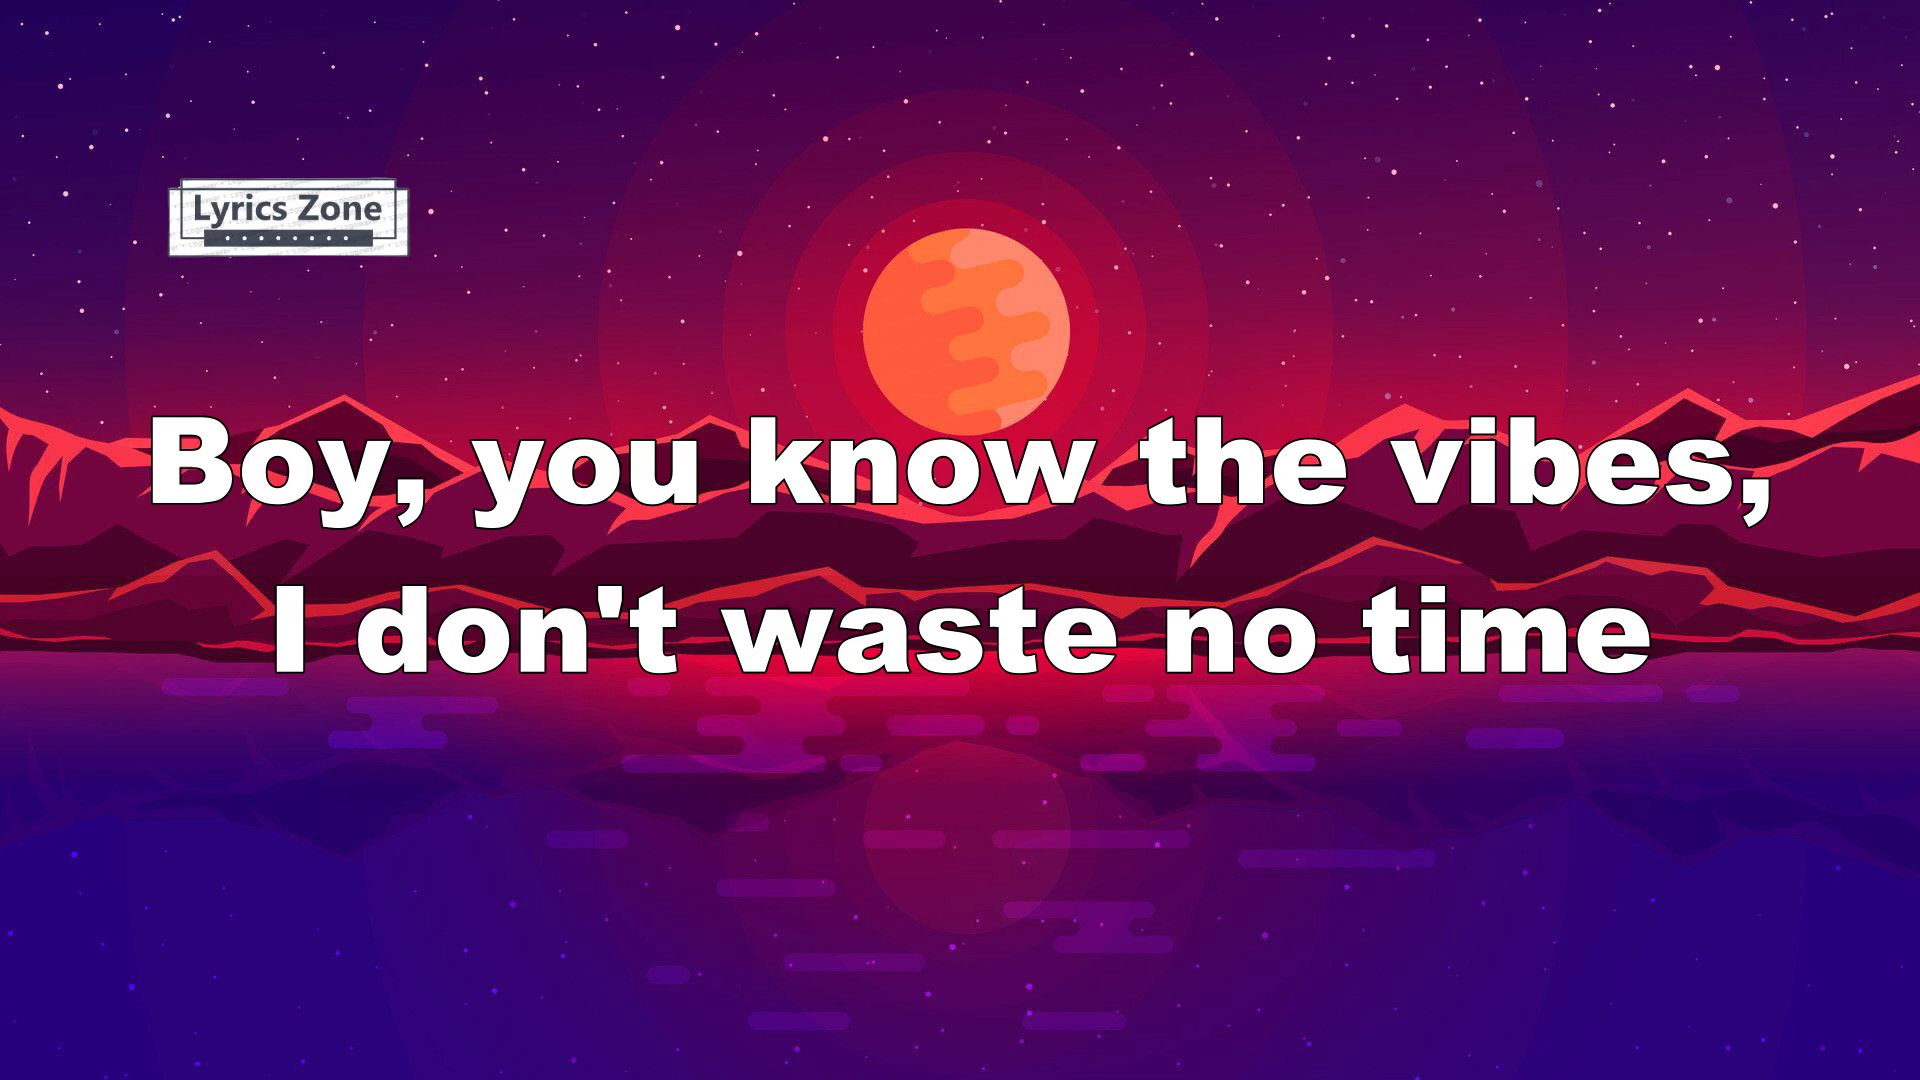 Lyrics Zone
Boy, you know the vibes,
I don't waste no time